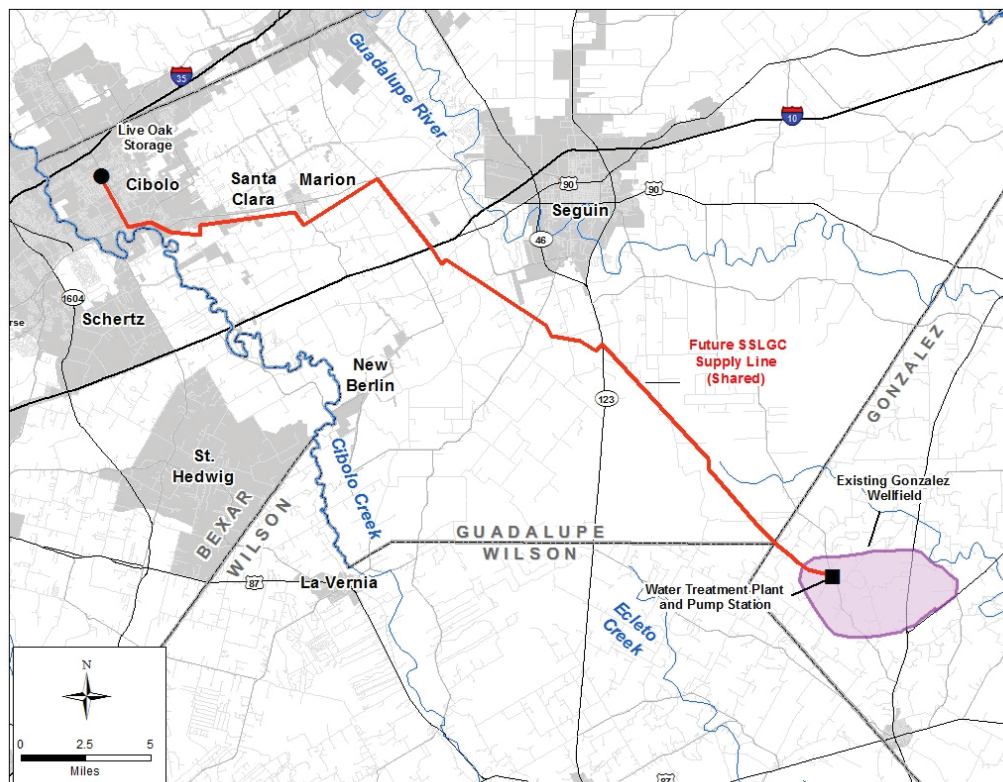 35
Guadalupe River
10
Live Oak
Storage
Cibolo
Santa
Clara
Marion
90
90
Seguin
46
1604
Schertz
rse
New
Berlin
Future SSLGC
Supply Line
(Shared)
GONZALEZ
123
St.
Hedwig
Cibolo Creek
BEXAR
WILSON
Existing Gonzalez
Wellfield
GUADALUPE
WILSON
87
La Vernia
Water Treatment Plant
and Pump Station
Ecleto
Creek
N
0 2.5 5
Miles
87